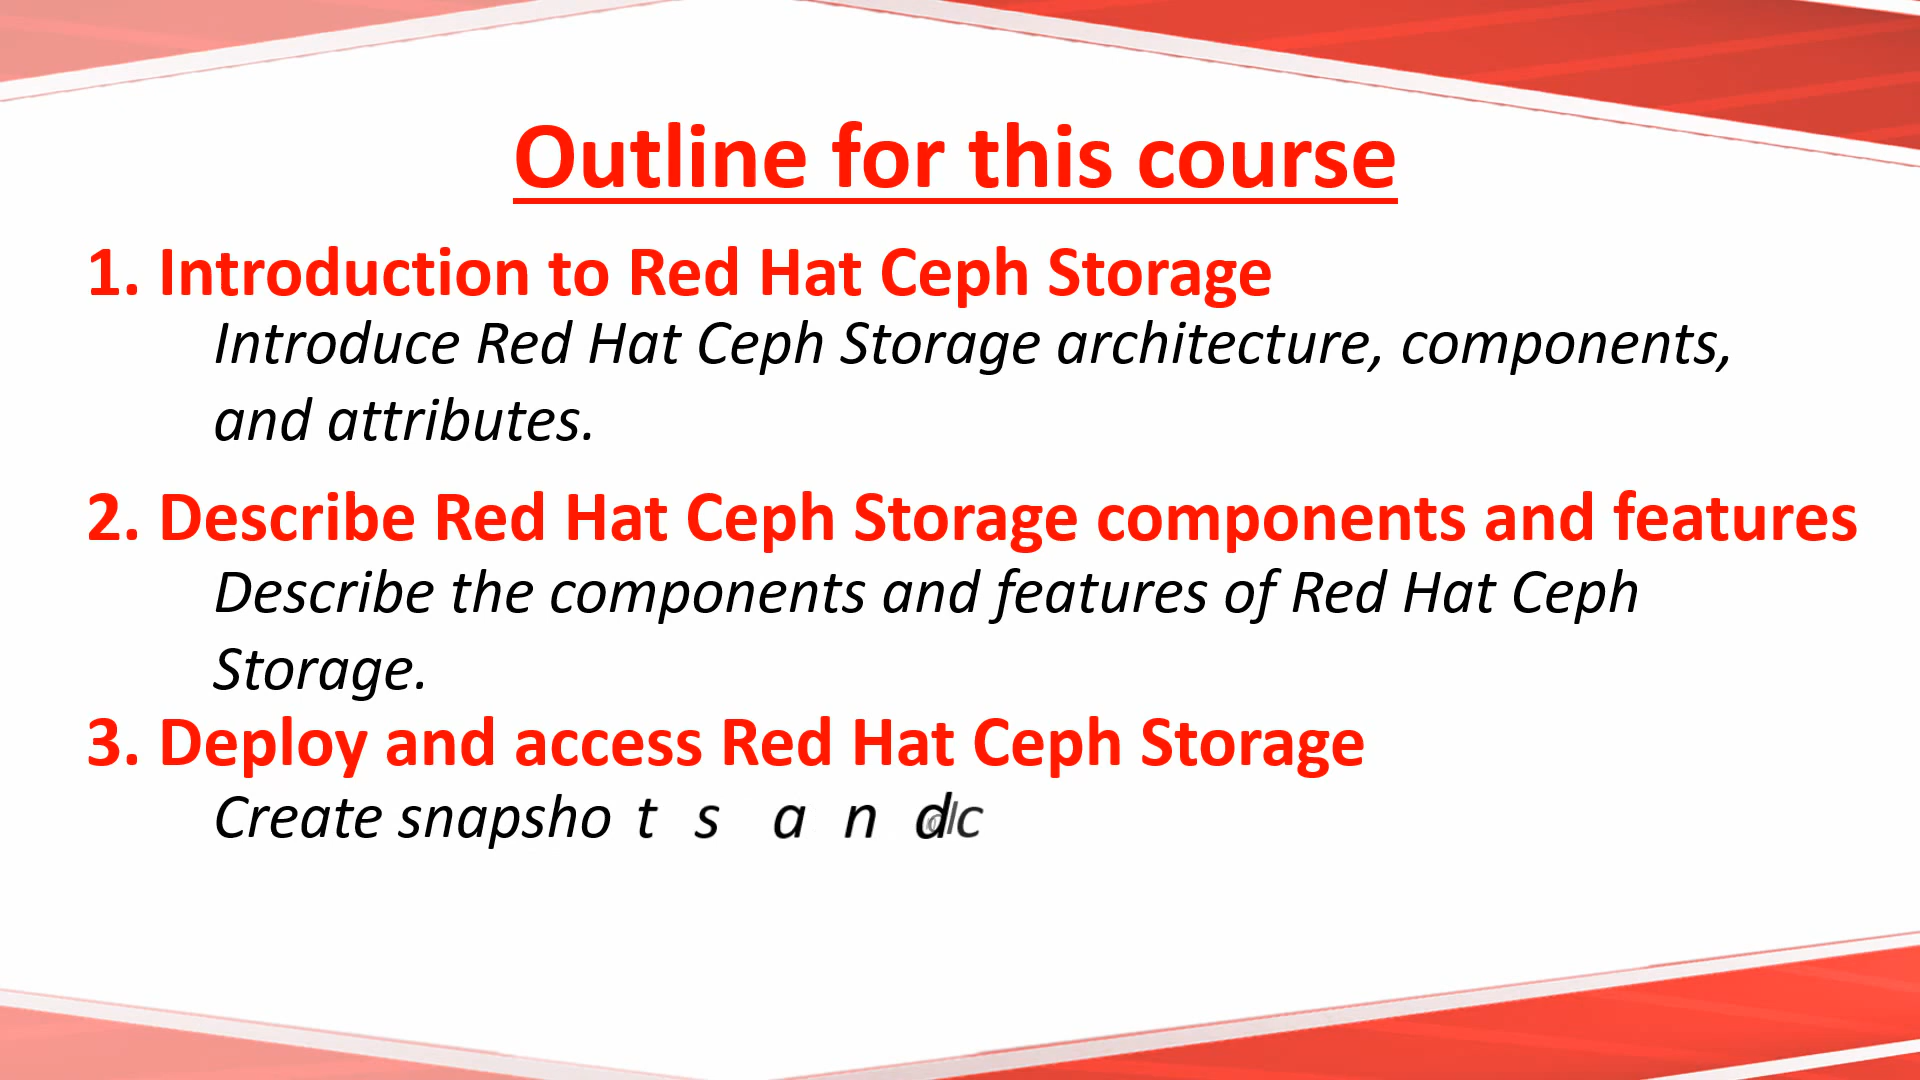 Outline for this course
1. Introduction to Red Hat Ceph Storage
Introduce Red Hat Ceph Storage architecture, components,
and attributes.
2. Describe Red Hat Ceph Storage components and features
Describe the components and features of Red Hat Ceph
Storage.
3. Deploy and access Red Hat Ceph Storage
Create snapshots and